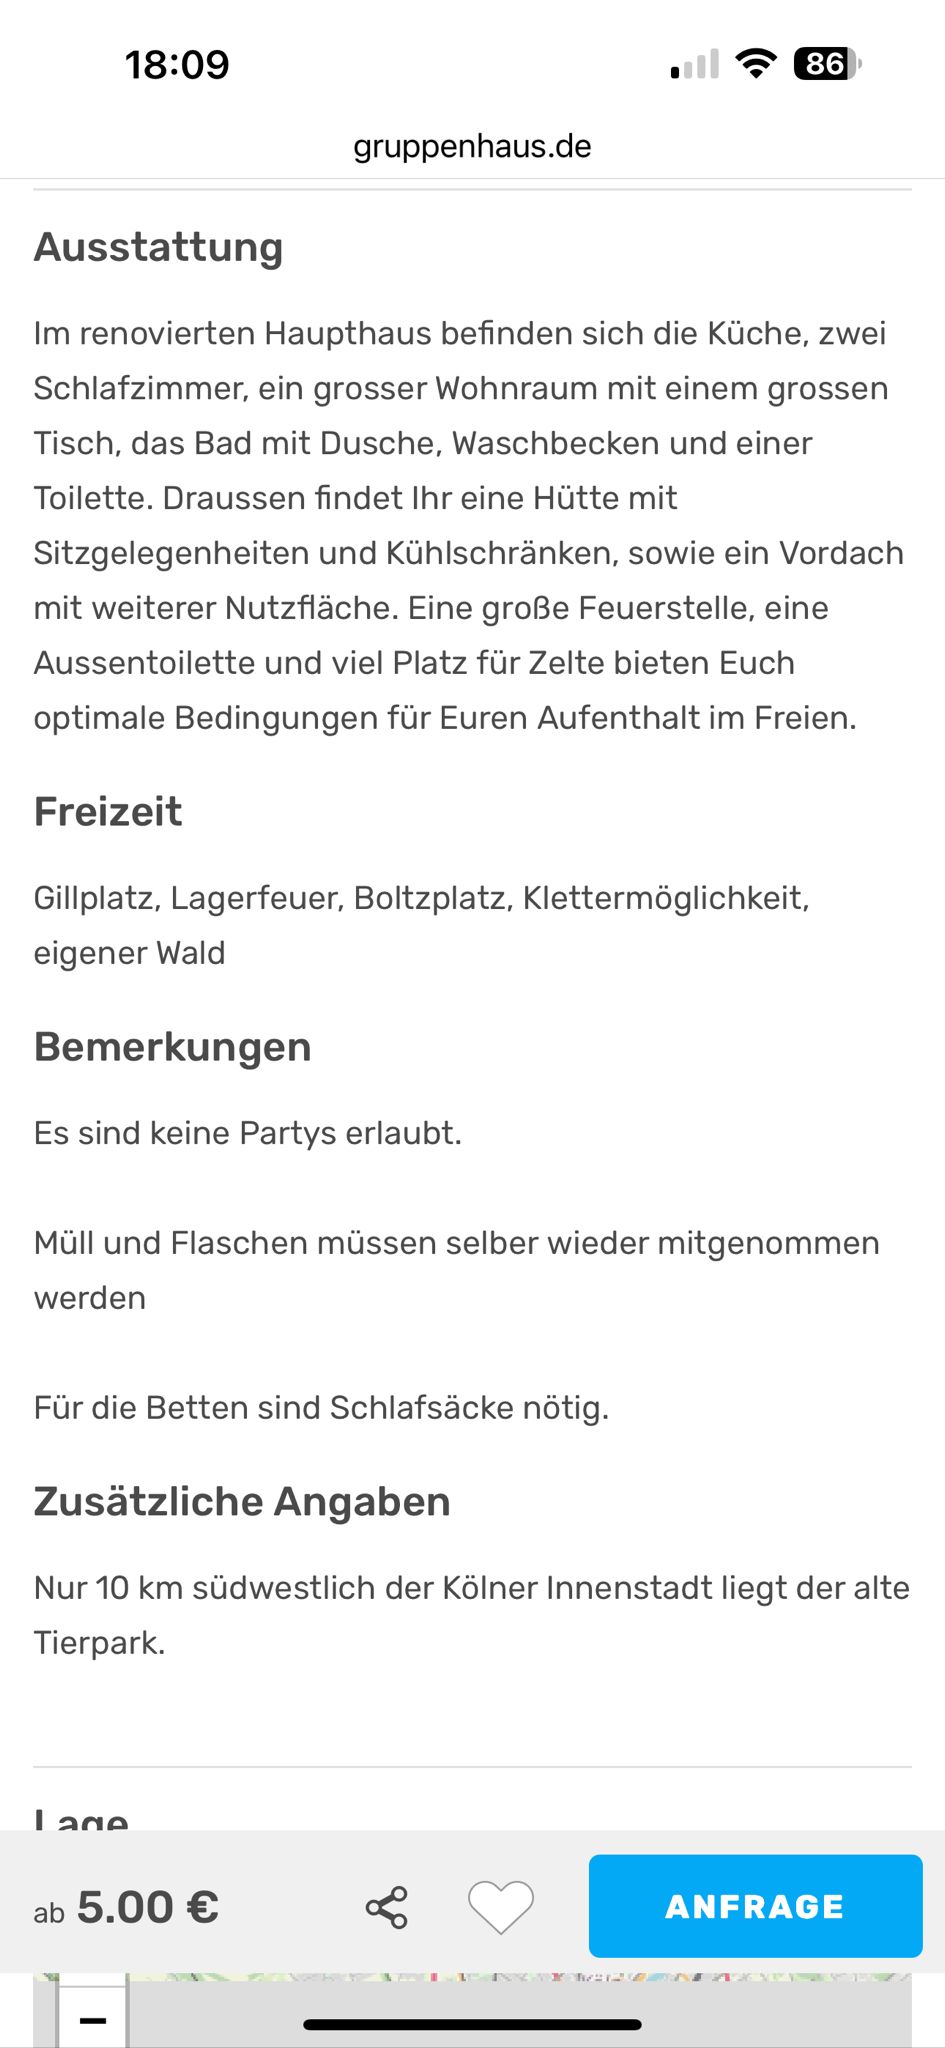 18:09
86
gruppenhaus.de
Ausstattung
Im renovierten Haupthaus befinden sich die Küche, zwei
Schlafzimmer, ein grosser Wohnraum mit einem grossen
Tisch, das Bad mit Dusche, Waschbecken und einer
Toilette. Draussen findet Ihr eine Hütte mit
Sitzgelegenheiten und Kühlschränken, sowie ein Vordach
mit weiterer Nutzfläche. Eine große Feuerstelle, eine
Aussentoilette und viel Platz für Zelte bieten Euch
optimale Bedingungen für Euren Aufenthalt im Freien.
Freizeit
Gillplatz, Lagerfeuer, Boltzplatz, Klettermöglichkeit,
eigener Wald
Bemerkungen
Es sind keine Partys erlaubt.
Müll und Flaschen müssen selber wieder mitgenommen
werden
Für die Betten sind Schlafsäcke nötig.
Zusätzliche Angaben
Nur 10 km südwestlich der Kölner Innenstadt liegt der alte
Tierpark.
Lage
ab 5.00 € ANFRAGE
−